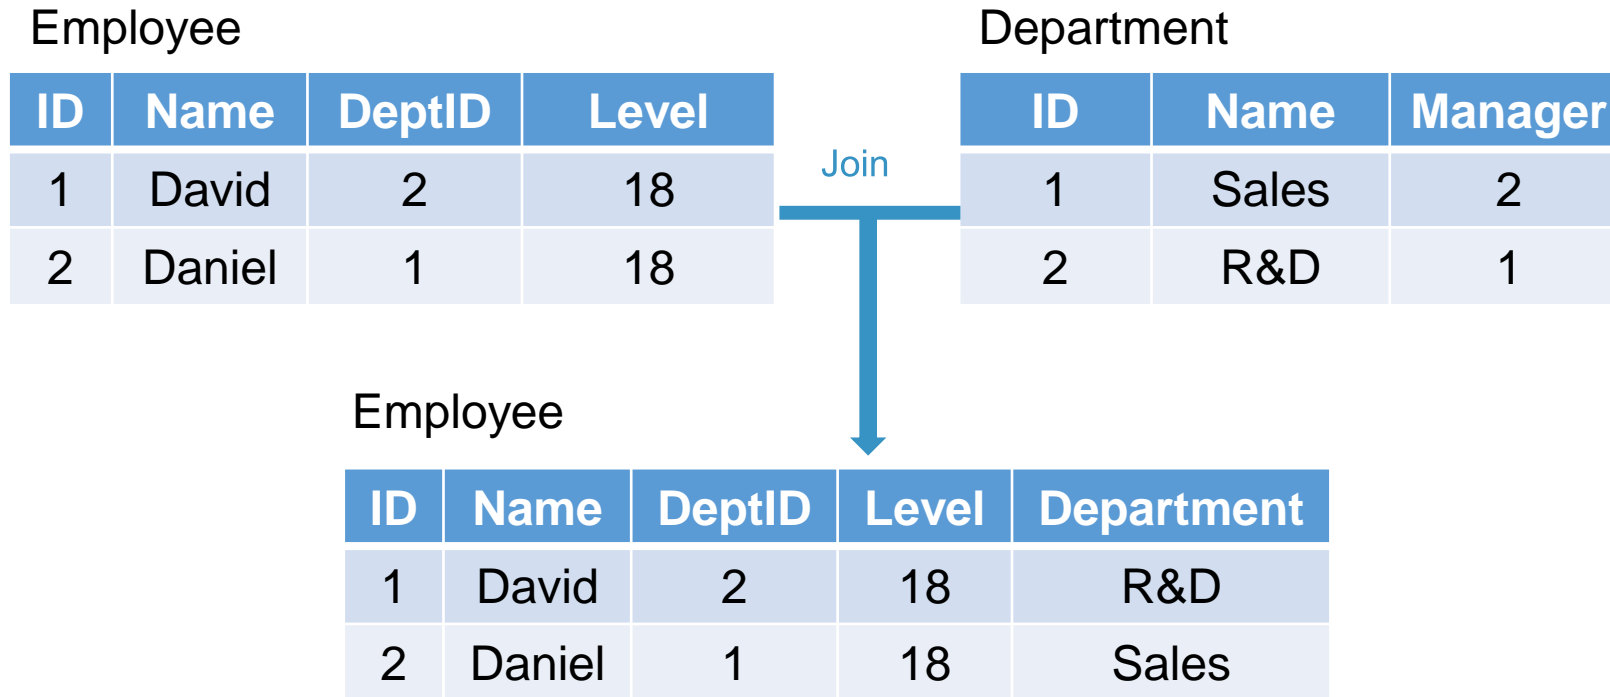 Employee
ID Name DeptID Level
1 David 2 18
2 Daniel 1 18
Join
Department
ID Name Manager
1 Sales 2
2 R&D 1
Employee
ID Name DeptID Level Department
1 David 2 18 R&D
2 Daniel 1 18 Sales